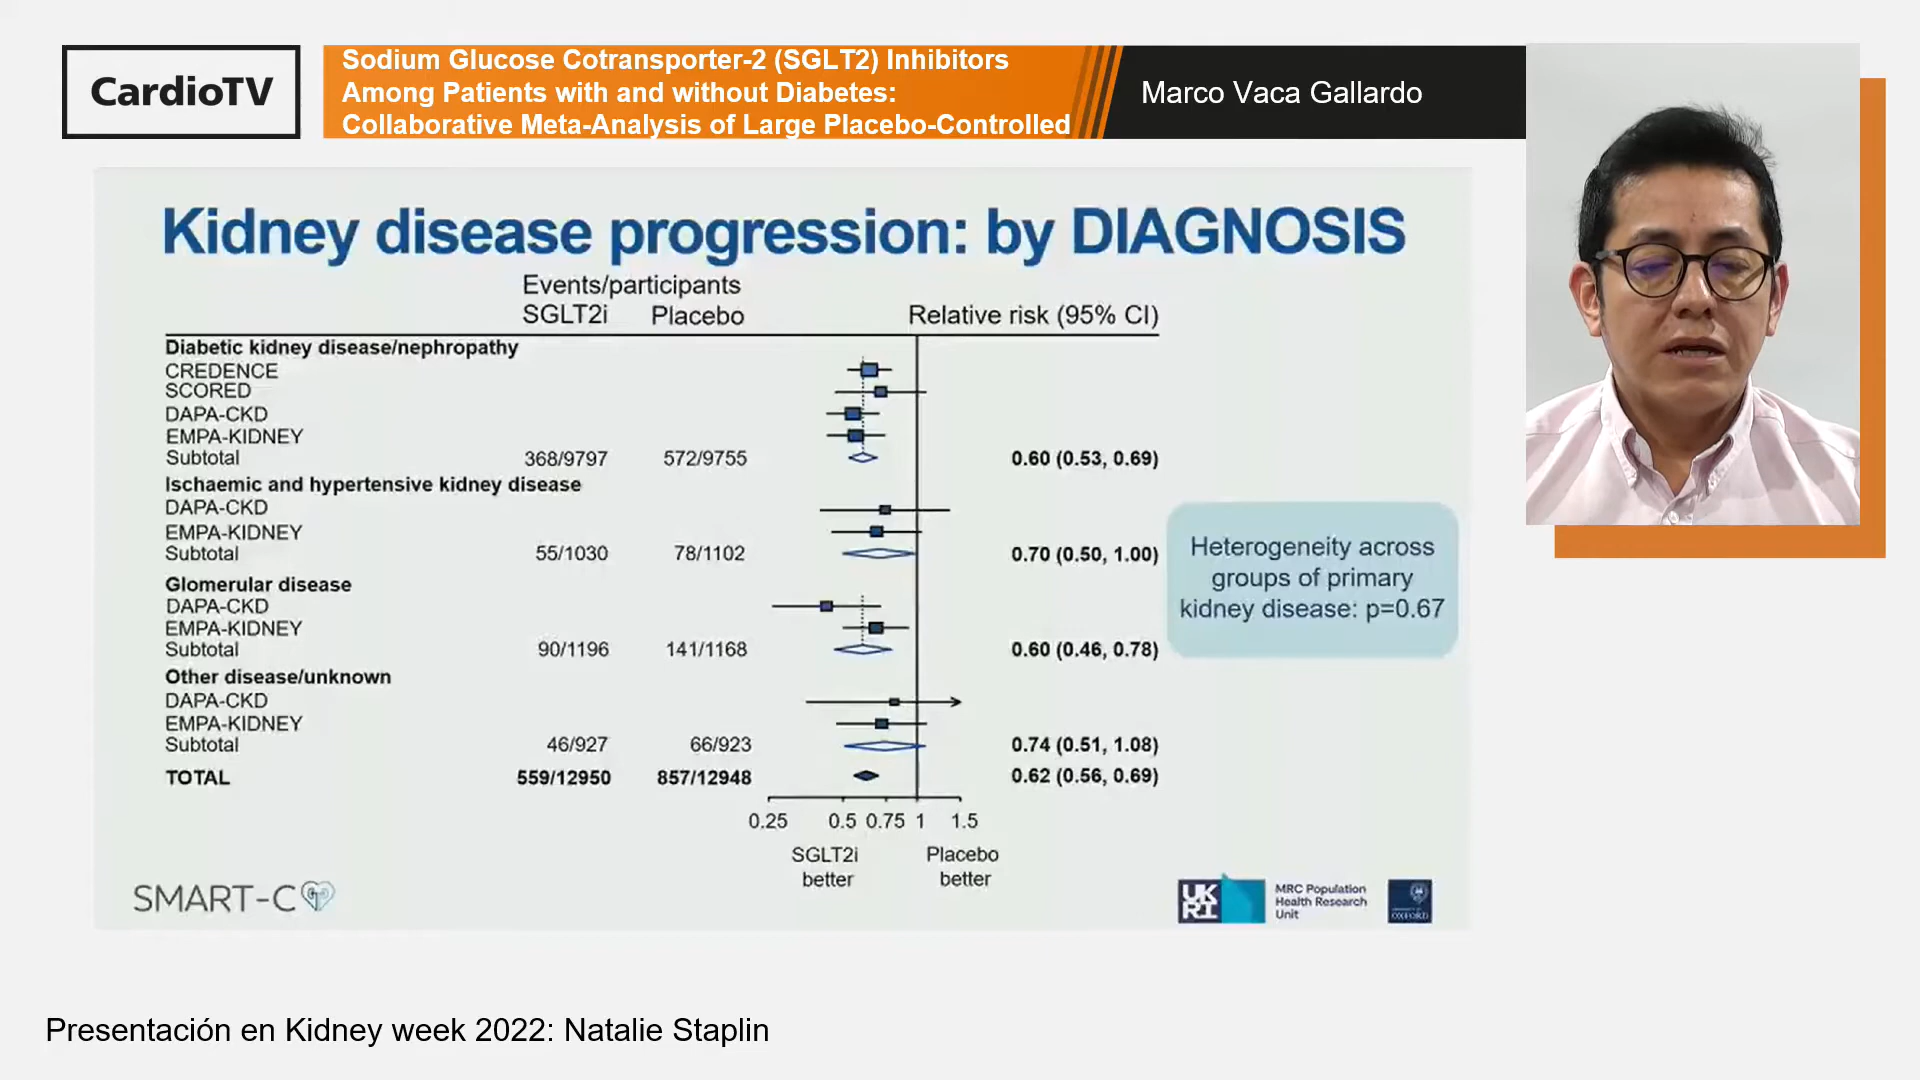 CardioTV
Sodium Glucose Cotransporter-2 (SGLT2) Inhibitors
Among Patients with and without Diabetes:
Collaborative Meta-Analysis of Large Placebo-Controlled
Marco Vaca Gallardo
Kidney disease progression: by DIAGNOSIS
Events/participants
SGLT2i Placebo Relative risk (95% CI)
Diabetic kidney disease/nephropathy
CREDENCE
SCORED
DAPA-CKD
EMPA-KIDNEY
Subtotal 368/9797 572/9755 0.60 (0.53, 0.69)
Ischaemic and hypertensive kidney disease
DAPA-CKD
EMPA-KIDNEY
Subtotal 55/1030 78/1102 0.70 (0.50, 1.00)
Glomerular disease
DAPA-CKD
EMPA-KIDNEY
Subtotal 90/1196 141/1168 0.60 (0.46, 0.78)
Other disease/unknown
DAPA-CKD
EMPA-KIDNEY
Subtotal 46/927 66/923 0.74 (0.51, 1.08)
TOTAL 559/12950 857/12948 0.62 (0.56, 0.69)
0.25 0.5 0.75 1 1.5
SGLT2i Placebo
better better
Heterogeneity across
groups of primary
kidney disease: p=0.67
SMART-C
UK
RI
MRC Population
Health Research
Unit
OXFORD
Presentación en Kidney week 2022: Natalie Staplin